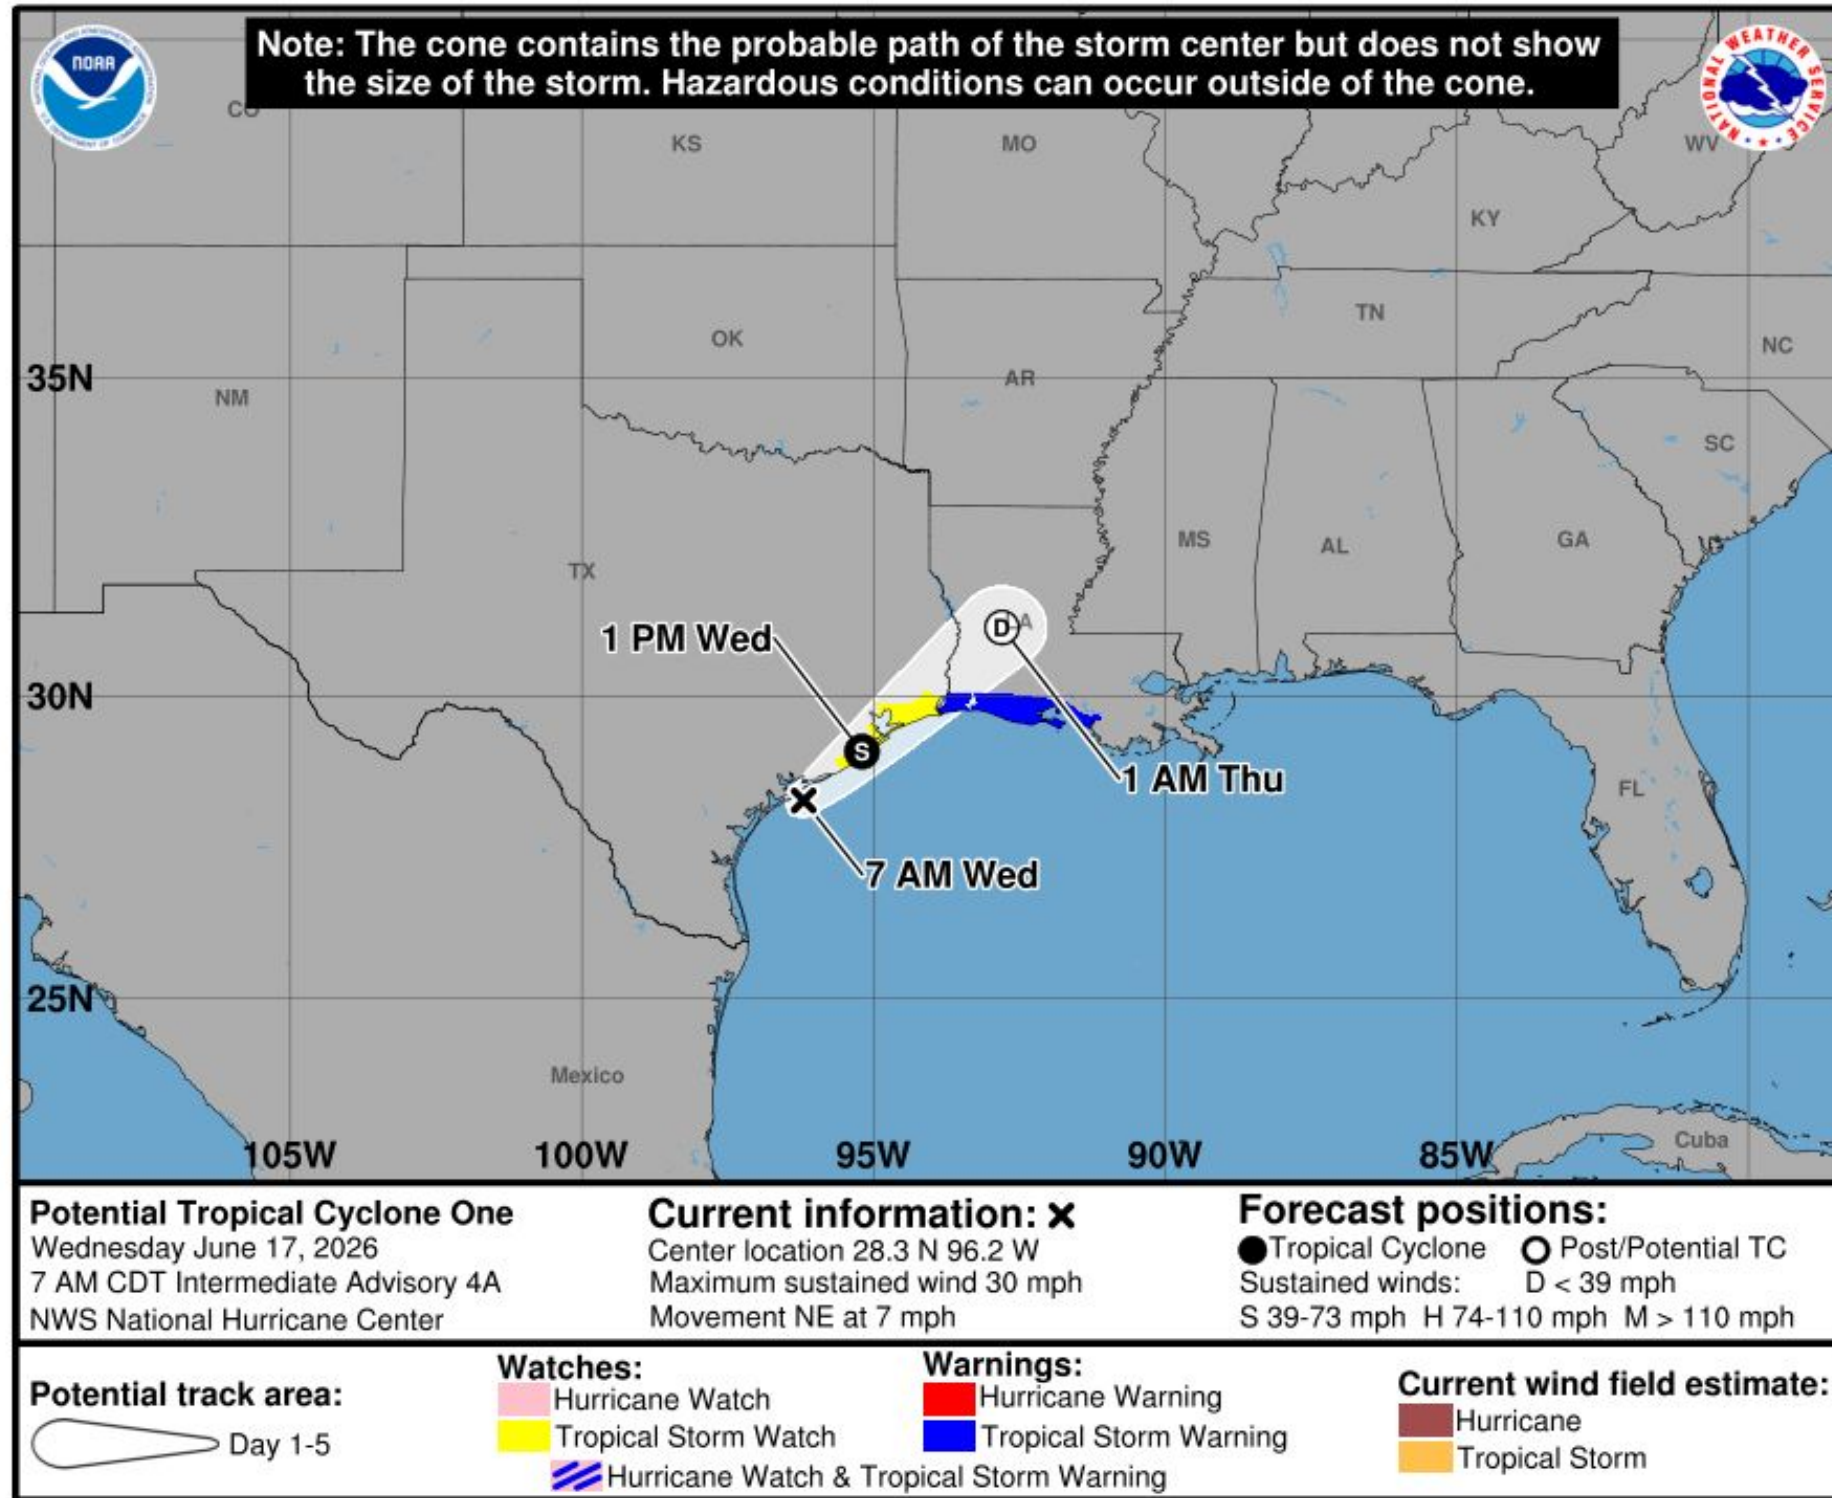 Note: The cone contains the probable path of the storm center but does not show
the size of the storm. Hazardous conditions can occur outside of the cone.
NOAA
NATIONAL WEATHER SERVICE
CO
KS
MO
WV
KY
OK
TN
NC
35N
NM
AR
SC
TX
MS
AL
GA
1 PM Wed
D
LA
30N
S
1 AM Thu
FL
7 AM Wed
25N
Mexico
105W
100W
95W
90W
85W
Cuba
Potential Tropical Cyclone One
Wednesday June 17, 2026
7 AM CDT Intermediate Advisory 4A
NWS National Hurricane Center
Current information: ×
Center location 28.3 N 96.2 W
Maximum sustained wind 30 mph
Movement NE at 7 mph
Forecast positions:
Tropical Cyclone Post/Potential TC
Sustained winds: D < 39 mph
S 39-73 mph H 74-110 mph M > 110 mph
Potential track area:
Day 1-5
Watches:
Hurricane Watch
Tropical Storm Watch
Warnings:
Hurricane Warning
Tropical Storm Warning
Hurricane Watch & Tropical Storm Warning
Current wind field estimate:
Hurricane
Tropical Storm